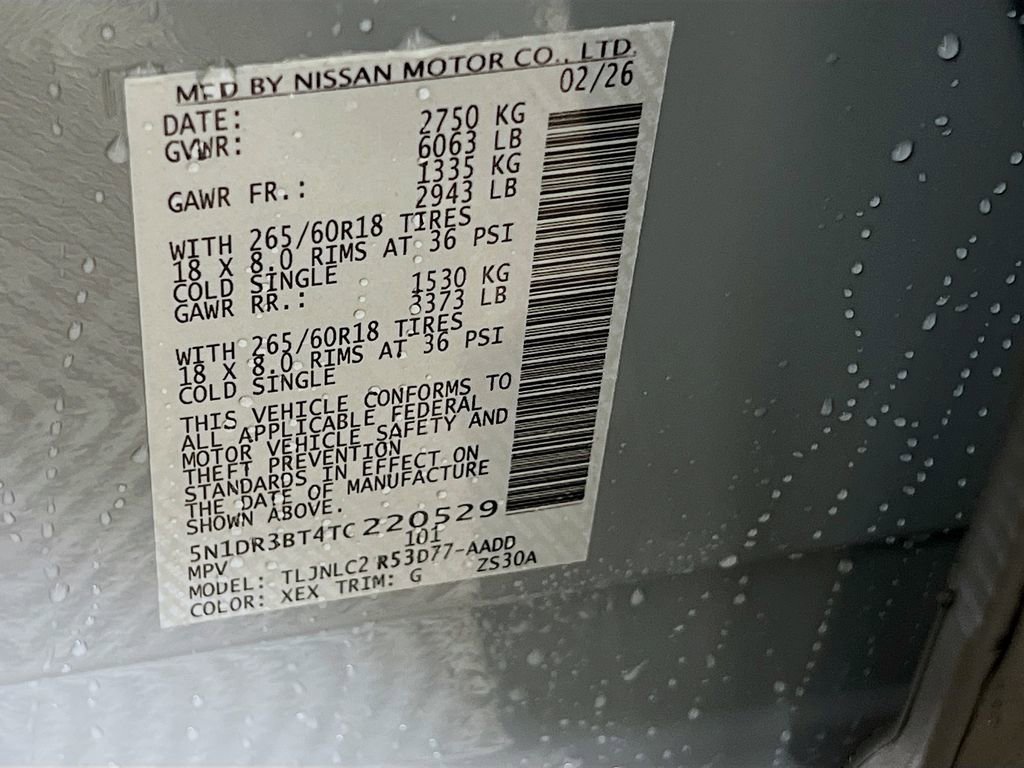 MFD BY NISSAN MOTOR CO., LTD.
DATE: 02/26
GVWR: 2750 KG
6063 LB
GAWR FR.: 1335 KG
2943 LB
WITH 265/60R18 TIRES
18 X 8.0 RIMS AT 36 PSI
COLD SINGLE
GAWR RR.: 1530 KG
3373 LB
WITH 265/60R18 TIRES
18 X 8.0 RIMS AT 36 PSI
COLD SINGLE
THIS VEHICLE CONFORMS TO
ALL APPLICABLE FEDERAL
MOTOR VEHICLE SAFETY AND
THEFT PREVENTION
STANDARDS IN EFFECT ON
THE DATE OF MANUFACTURE
SHOWN ABOVE.
5N1DR3BT4TC220529
MPV 101
MODEL: TLJNLC2 R53D77-AADD
COLOR: XEX TRIM: G ZS30A